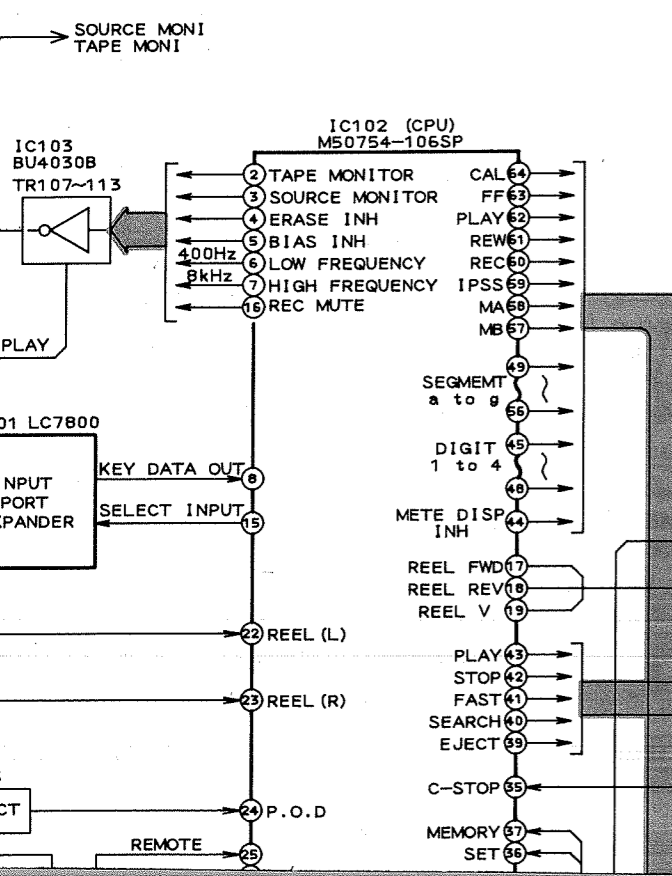 SOURCE MONI
TAPE MONI
IC103
BU4030B
TR107~113
IC102 (CPU)
M50754-106SP
2 TAPE MONITOR
3 SOURCE MONITOR
4 ERASE INH
5 BIAS INH
400Hz 6 LOW FREQUENCY
8kHz 7 HIGH FREQUENCY
16 REC MUTE
CAL 64
FF 63
PLAY 62
REW 61
REC 60
IPSS 59
MA 58
MB 57
49
SEGMEMT
a to g
56
45
DIGIT
1 to 4
48
METE DISP 44
INH
PLAY
01 LC7800
NPUT
PORT
XPANDER
KEY DATA OUT 8
SELECT INPUT 15
REEL FWD 17
REEL REV 18
REEL V 19
22 REEL (L)
23 REEL (R)
PLAY 43
STOP 42
FAST 41
SEARCH 40
EJECT 39
C-STOP 35
CT
24 P.O.D
REMOTE 25
MEMORY 37
SET 36